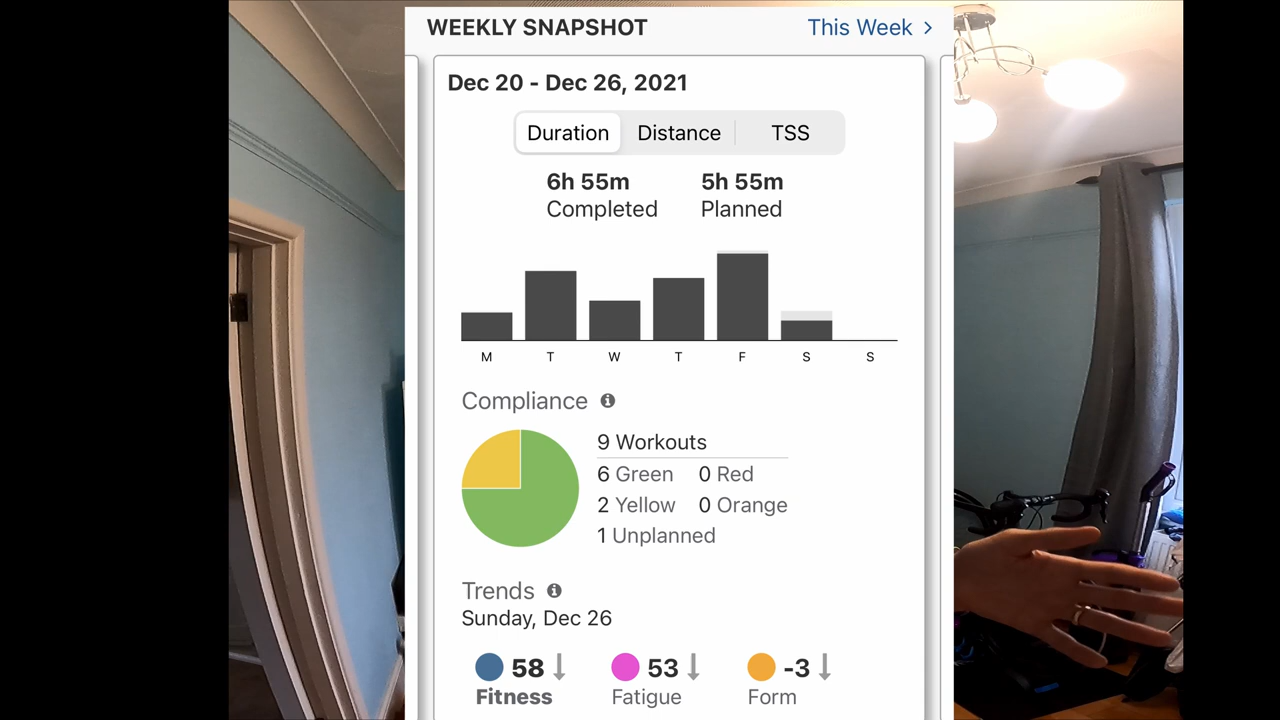 WEEKLY SNAPSHOT This Week >
Dec 20 - Dec 26, 2021
Duration Distance TSS
6h 55m 5h 55m
Completed Planned
M T W T F S S
Compliance
9 Workouts
6 Green 0 Red
2 Yellow 0 Orange
1 Unplanned
Trends
Sunday, Dec 26
58 ↓ 53 ↓ -3 ↓
Fitness Fatigue Form